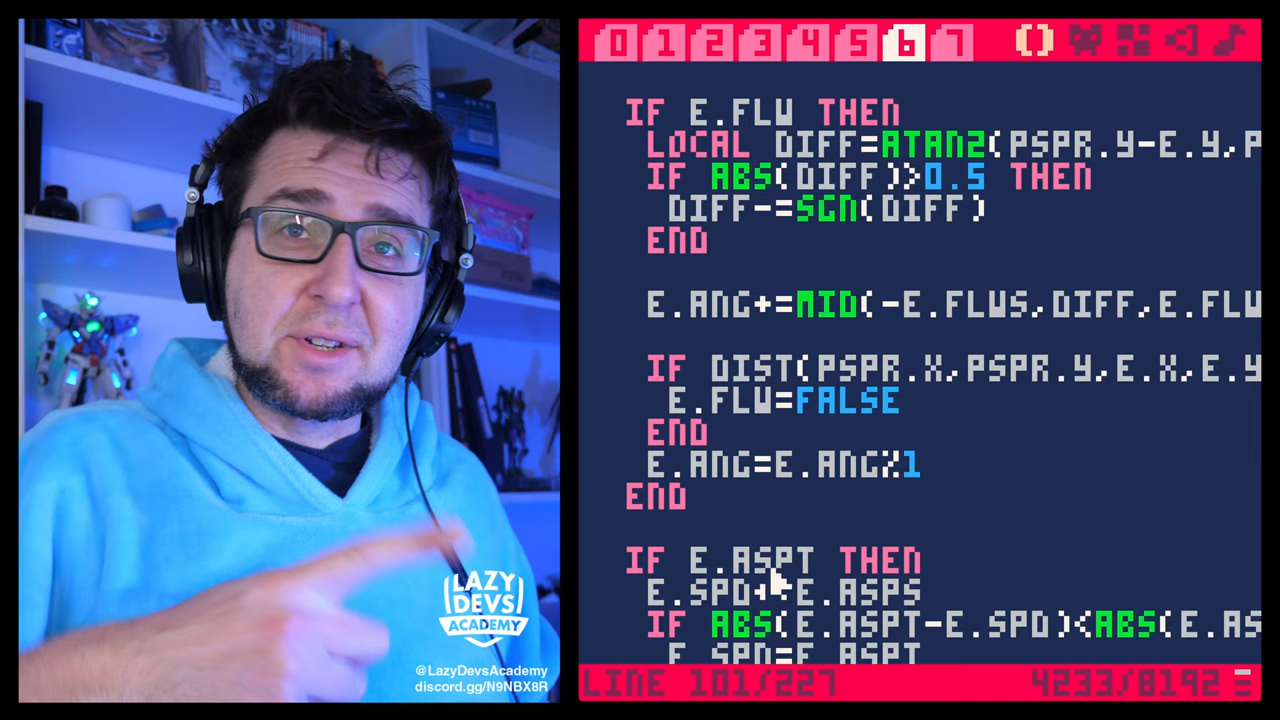 LAZY
DEVS
ACADEMY
@LazyDevsAcademy
discord.gg/N9NBX8R
0 1 2 3 4 5 6 7
IF E.FLW THEN
LOCAL DIFF=ATAN2(PSPR.Y-E.Y,P
IF ABS(DIFF)>0.5 THEN
DIFF-=SGN(DIFF)
END
E.ANG+=MID(-E.FLWS,DIFF,E.FLW
IF DIST(PSPR.X,PSPR.Y,E.X,E.Y
E.FLW=FALSE
END
E.ANG=E.ANG%1
END
IF E.ASPT THEN
E.SPD+=E.ASPS
IF ABS(E.ASPT-E.SPD)<ABS(E.AS
E.SPD=E.ASPT
LINE 101/227 4233/8192